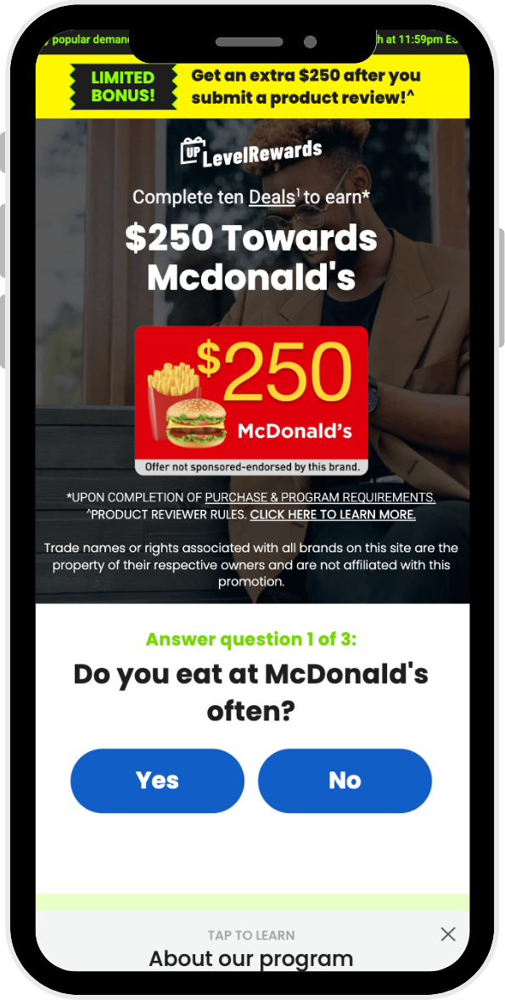 popular demand
h at 11:59pm ES
LIMITED
BONUS!
Get an extra $250 after you
submit a product review!^
UP LevelRewards
Complete ten Deals¹ to earn*
$250 Towards
Mcdonald's
$250
McDonald's
Offer not sponsored-endorsed by this brand.
*UPON COMPLETION OF PURCHASE & PROGRAM REQUIREMENTS.
^PRODUCT REVIEWER RULES. CLICK HERE TO LEARN MORE.
Trade names or rights associated with all brands on this site are the
property of their respective owners and are not affiliated with this
promotion.
Answer question 1 of 3:
Do you eat at McDonald's
often?
Yes
No
TAP TO LEARN
About our program